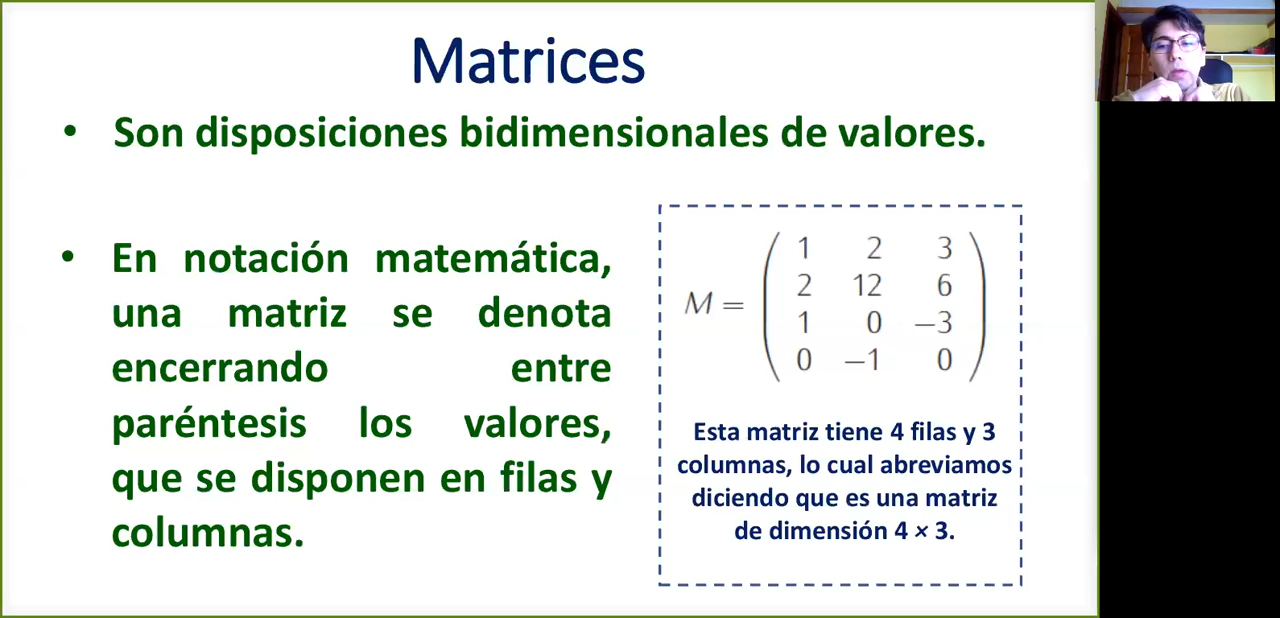 Matrices
• Son disposiciones bidimensionales de valores.
• En notación matemática,
una matriz se denota
encerrando entre
paréntesis los valores,
que se disponen en filas y
columnas.
1 2 3
2 12 6
M =
1 0 −3
0 −1 0
Esta matriz tiene 4 filas y 3
columnas, lo cual abreviamos
diciendo que es una matriz
de dimensión 4 × 3.